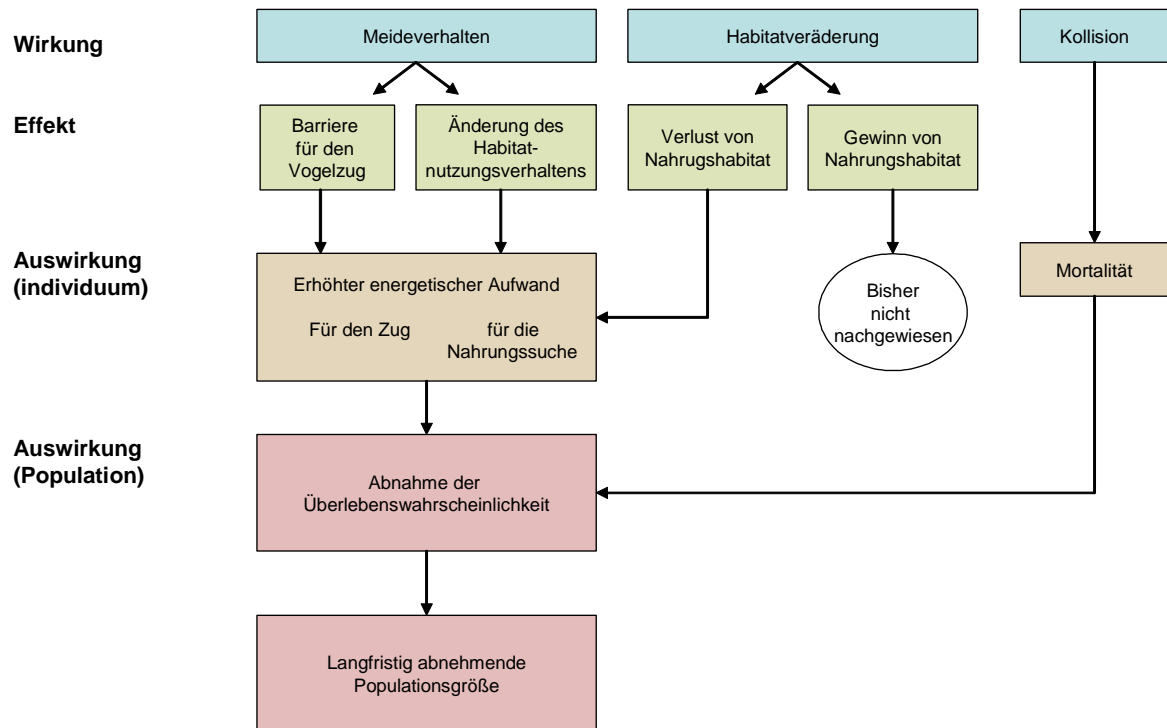 Wirkung
Meideverhalten
Habitatveräderung
Kollision
Effekt
Barriere
für den
Vogelzug
Änderung des
Habitat-
nutzungsverhaltens
Verlust von
Nahrugshabitat
Gewinn von
Nahrungshabitat
Auswirkung
(individuum)
Erhöhter energetischer Aufwand
Für den Zug
für die
Nahrungssuche
Bisher
nicht
nachgewiesen
Mortalität
Auswirkung
(Population)
Abnahme der
Überlebenswahrscheinlichkeit
Langfristig abnehmende
Populationsgröße